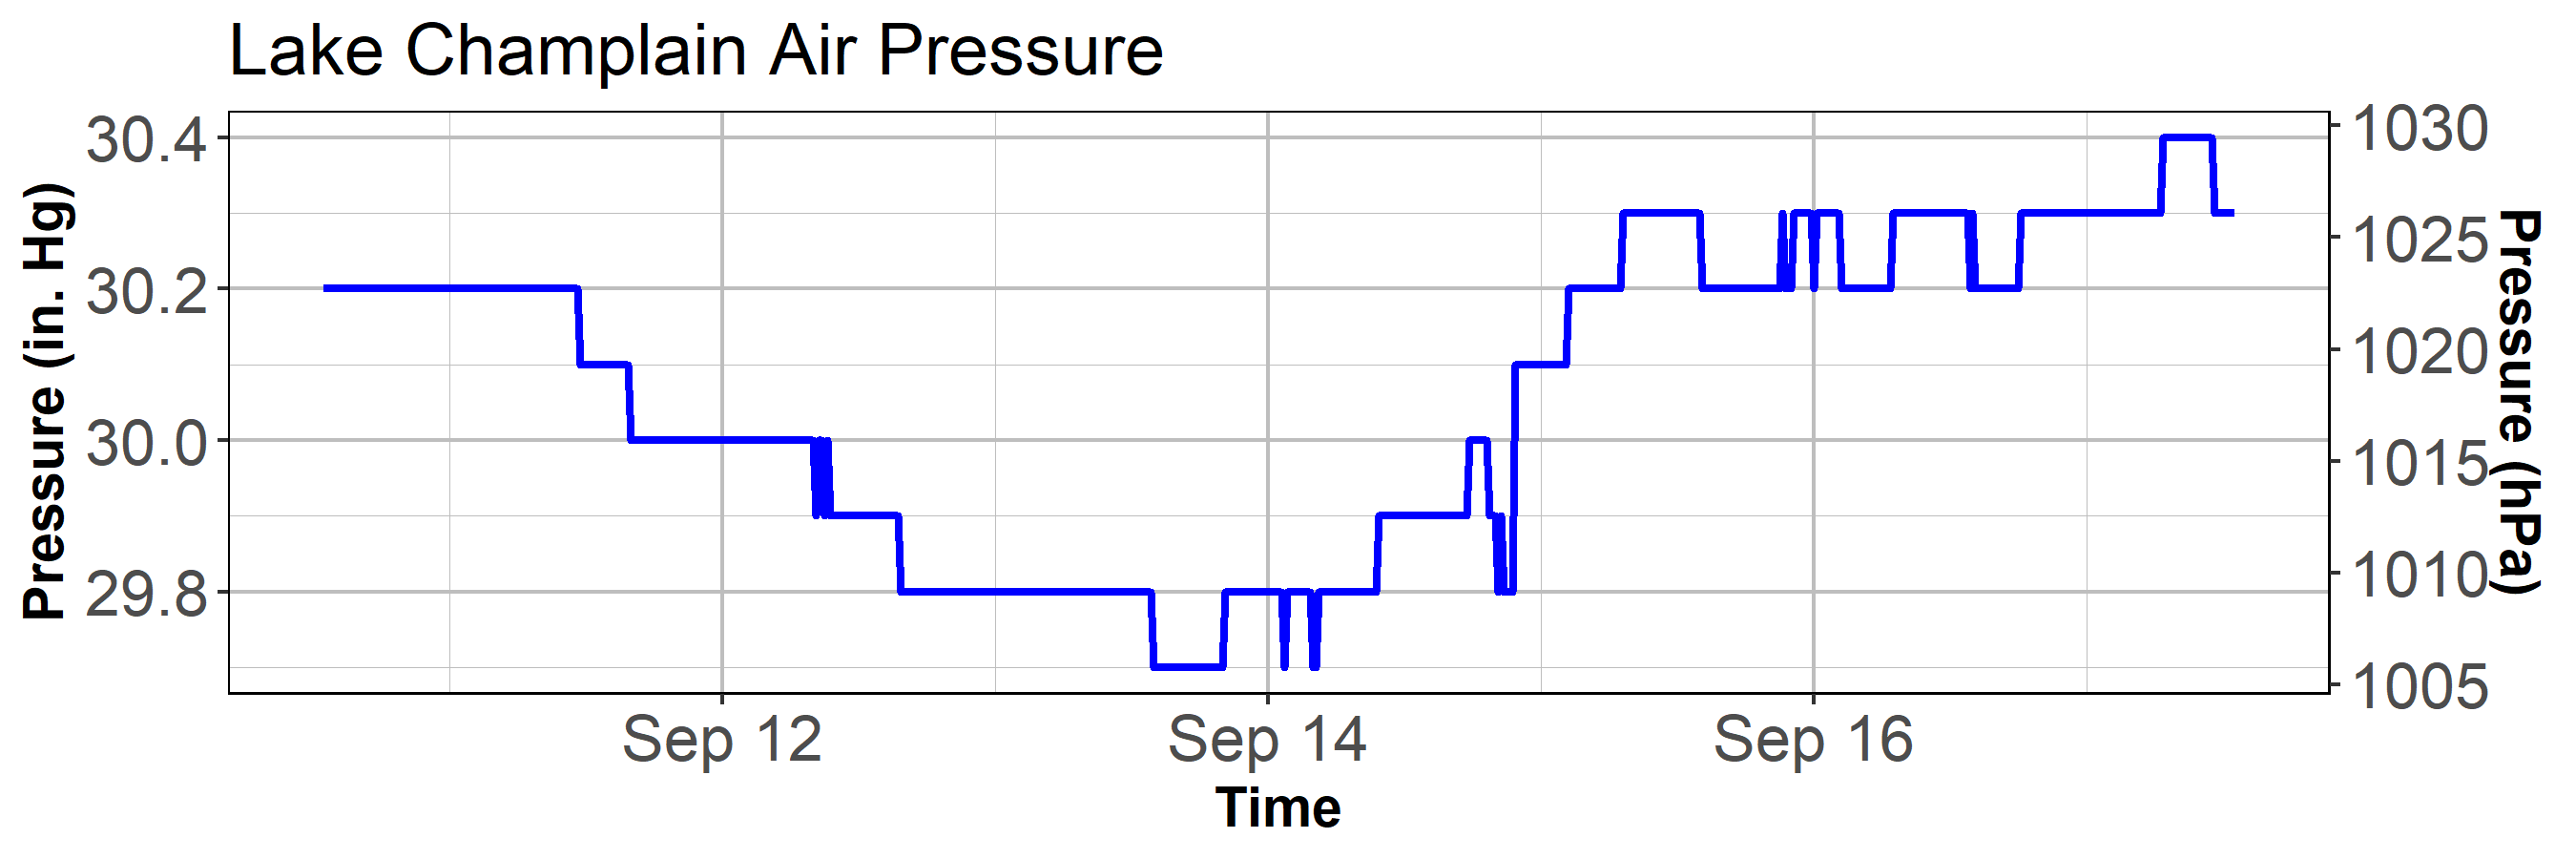 Lake Champlain Air Pressure
Pressure (in. Hg)
30.4
30.2
30.0
29.8
1030
1025
1020
1015
1010
1005
Pressure (hPa)
Sep 12
Sep 14
Sep 16
Time